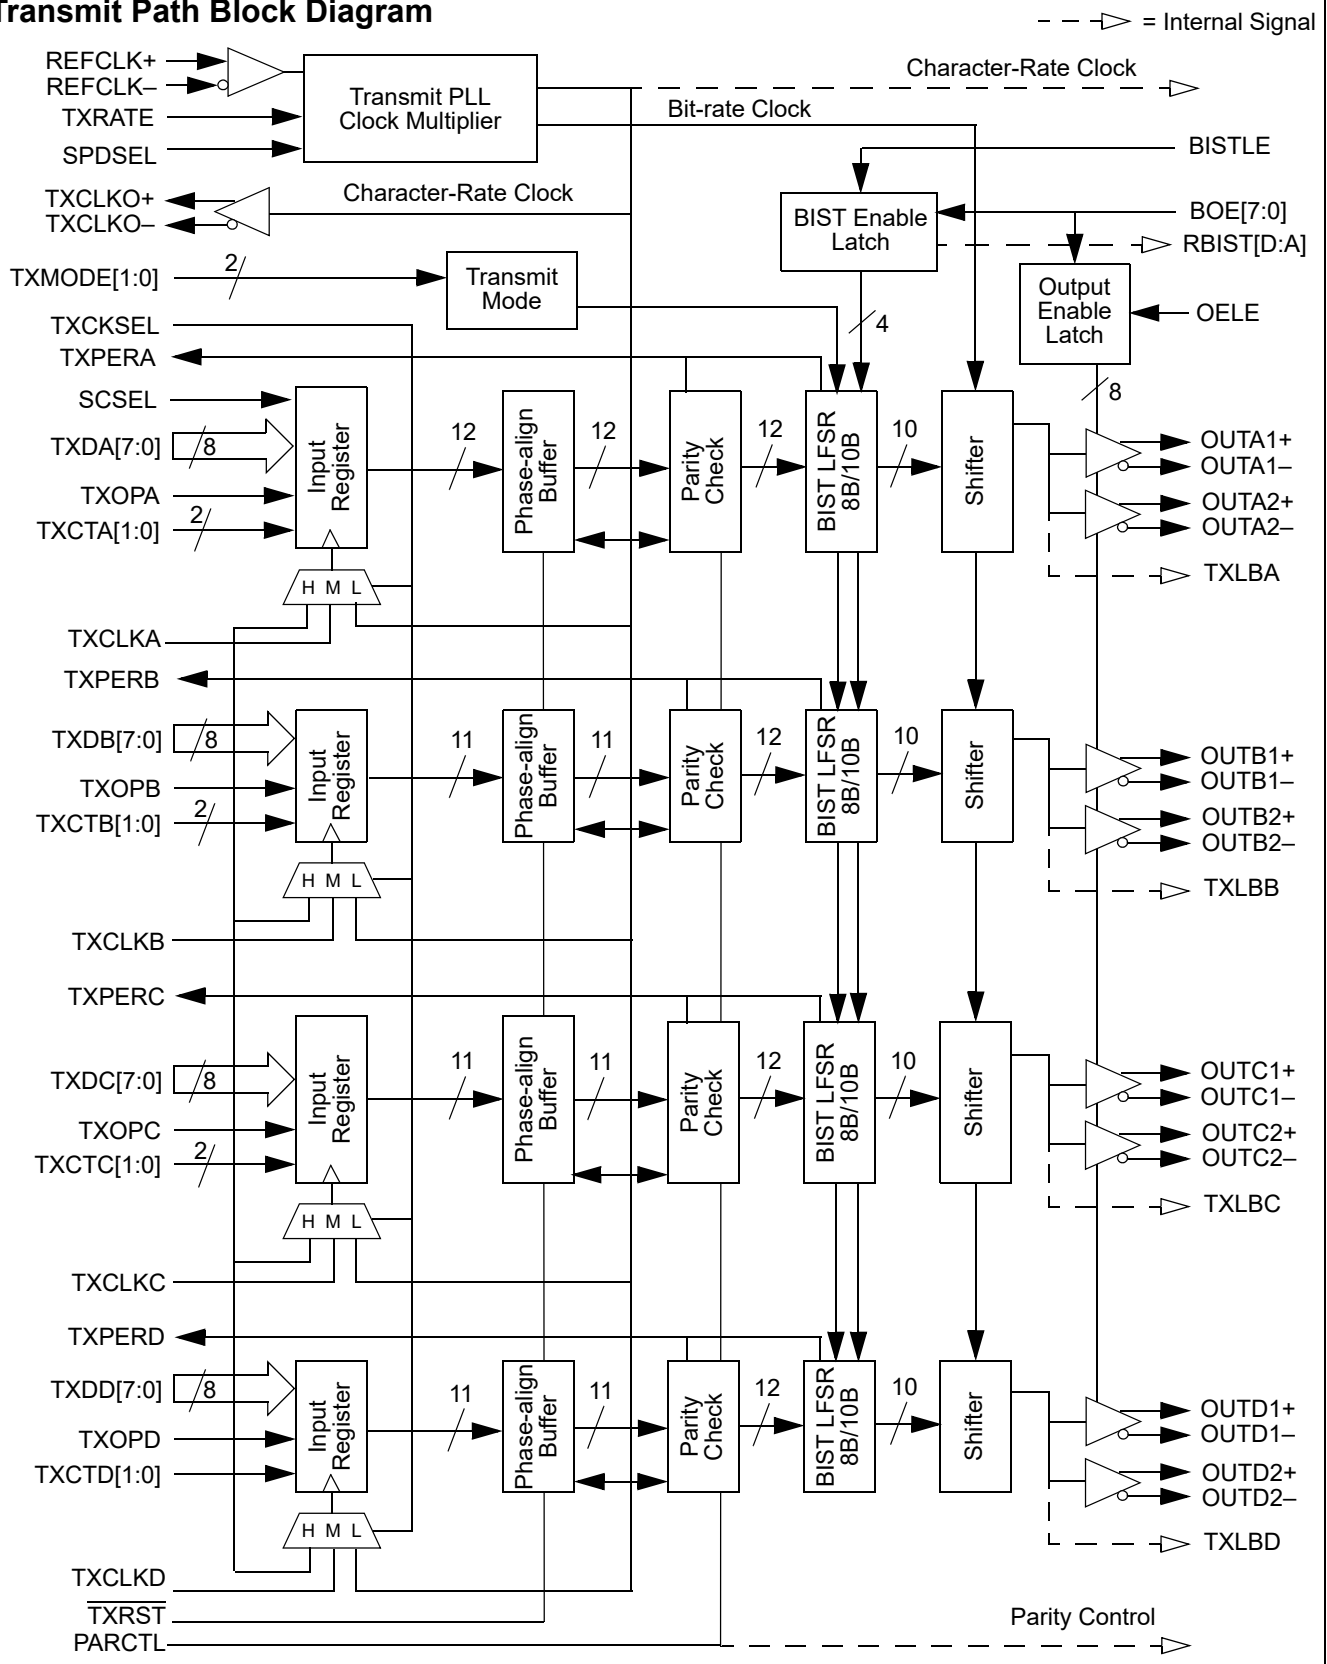 Transmit Path Block Diagram
= Internal Signal
REFCLK+
REFCLK–
TXRATE
SPDSEL
Transmit PLL
Clock Multiplier
Character-Rate Clock
Bit-rate Clock
BISTLE
TXCLKO+
TXCLKO–
Character-Rate Clock
BIST Enable
Latch
BOE[7:0]
RBIST[D:A]
TXMODE[1:0]
2
Transmit
Mode
Output
Enable
Latch
OELE
4
8
TXCKSEL
TXPERA
SCSEL
TXDA[7:0]
8
TXOPA
TXCTA[1:0]
2
Input
Register
12
Phase-align
Buffer
12
Parity
Check
12
BIST LFSR
8B/10B
10
Shifter
OUTA1+
OUTA1–
OUTA2+
OUTA2–
TXLBA
H M L
TXCLKA
TXPERB
TXDB[7:0]
8
TXOPB
TXCTB[1:0]
2
Input
Register
11
Phase-align
Buffer
11
Parity
Check
12
BIST LFSR
8B/10B
10
Shifter
OUTB1+
OUTB1–
OUTB2+
OUTB2–
TXLBB
H M L
TXCLKB
TXPERC
TXDC[7:0]
8
TXOPC
TXCTC[1:0]
2
Input
Register
11
Phase-align
Buffer
11
Parity
Check
12
BIST LFSR
8B/10B
10
Shifter
OUTC1+
OUTC1–
OUTC2+
OUTC2–
TXLBC
H M L
TXCLKC
TXPERD
TXDD[7:0]
8
TXOPD
TXCTD[1:0]
Input
Register
11
Phase-align
Buffer
11
Parity
Check
12
BIST LFSR
8B/10B
10
Shifter
OUTD1+
OUTD1–
OUTD2+
OUTD2–
TXLBD
H M L
TXCLKD
TXRST
PARCTL
Parity Control